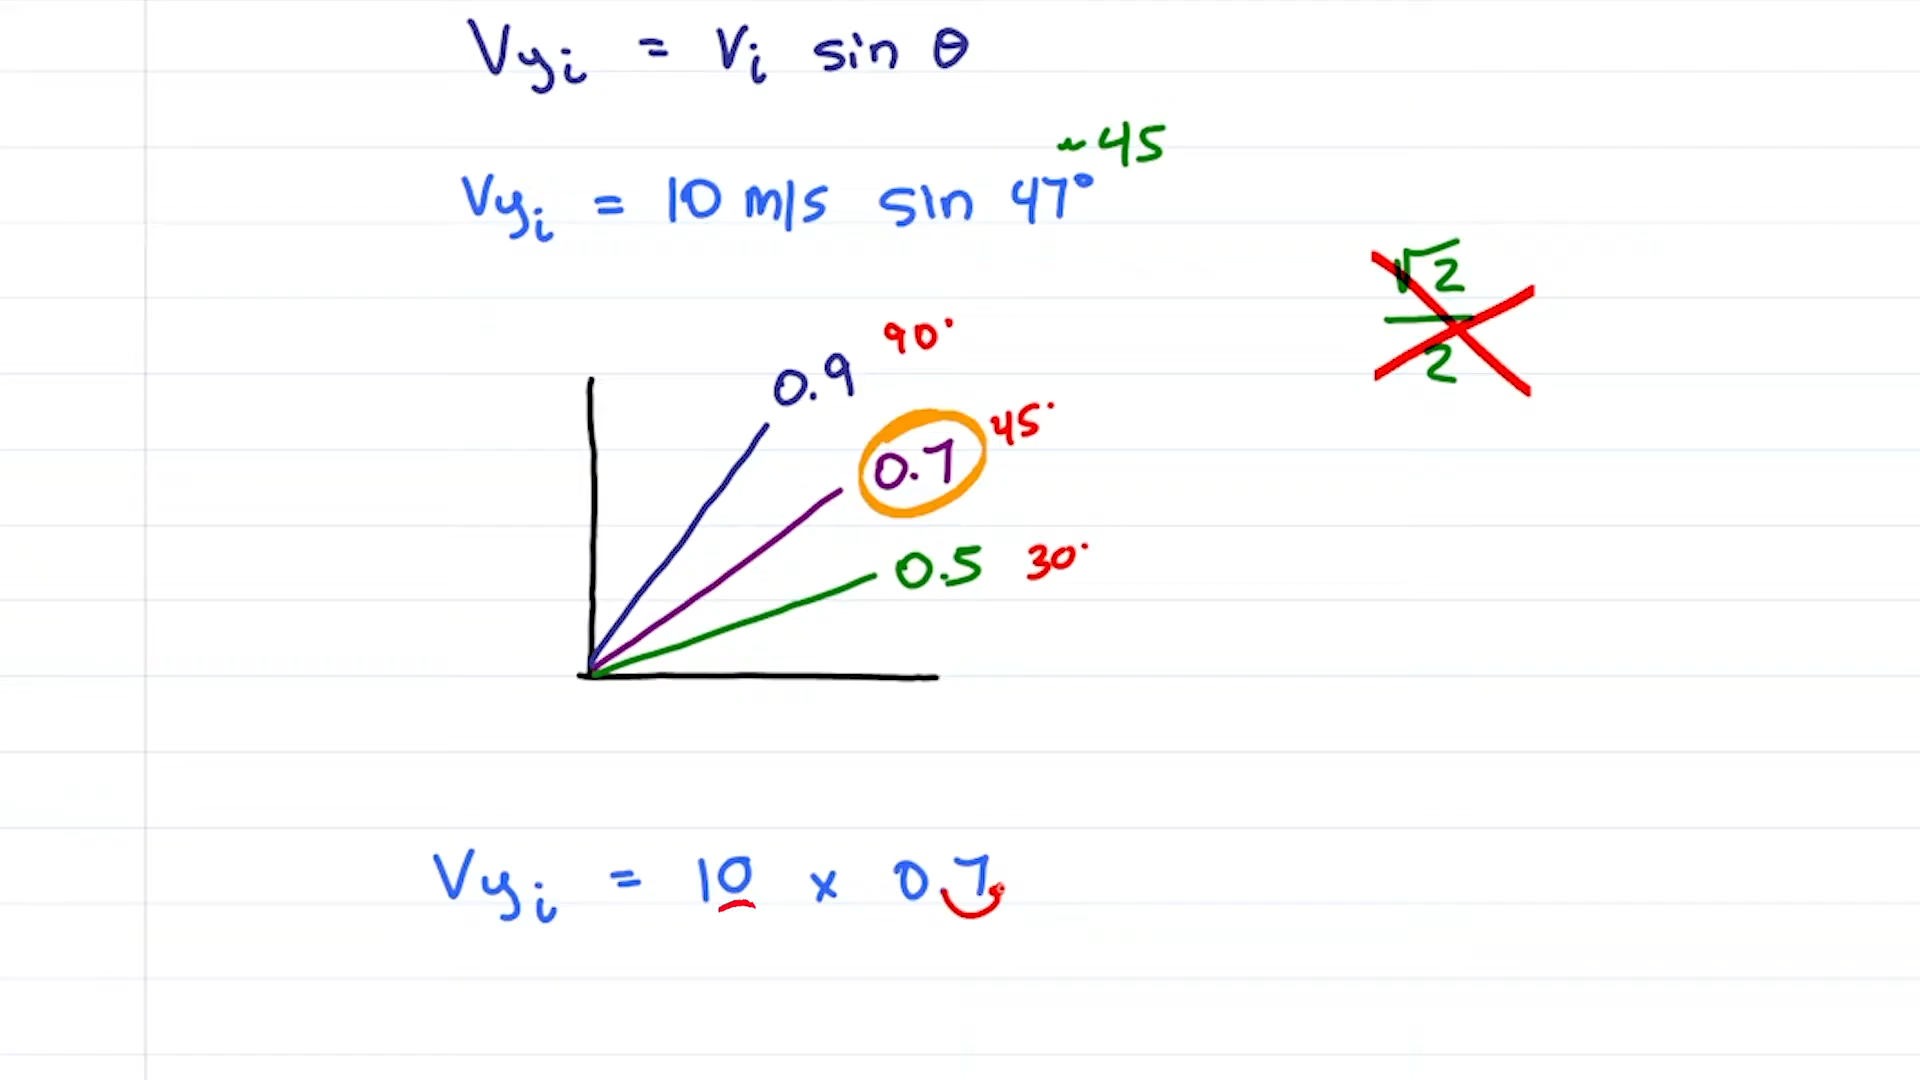 Vyi = Vi sin θ
~45
Vyi = 10 m/s sin 47°
√2
2
0.9 90°
0.7 45°
0.5 30°
Vyi = 10 x 0.7